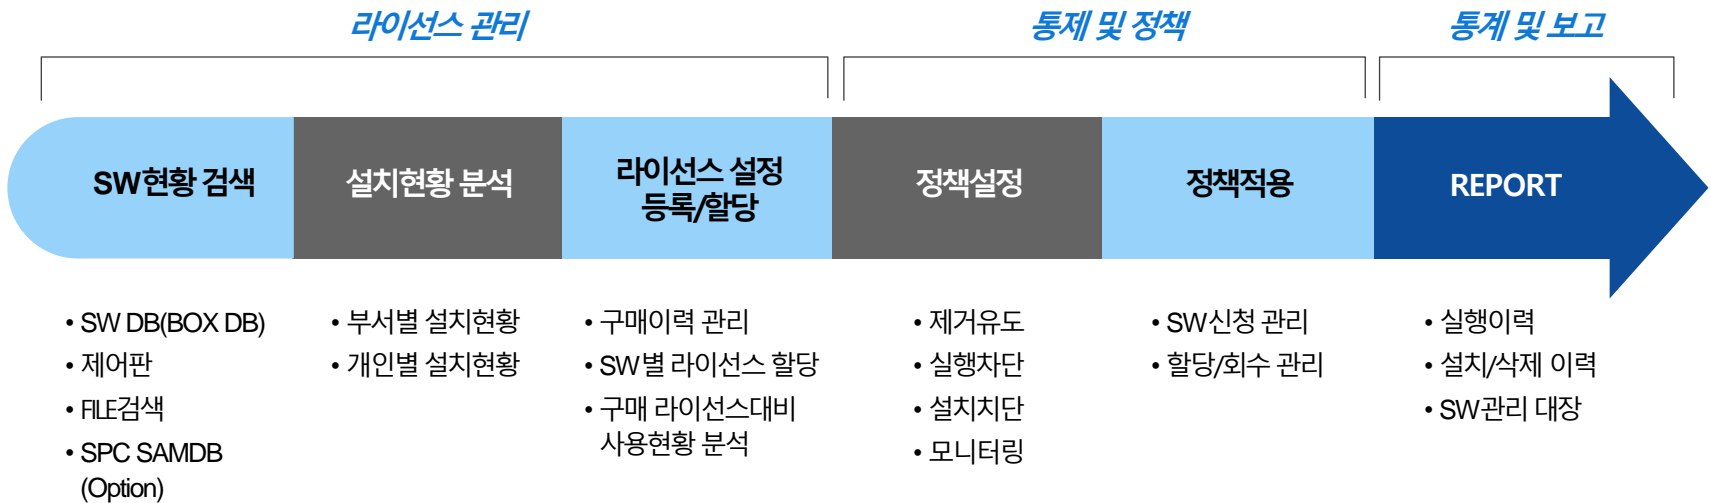 라이선스 관리
통제 및 정책
통계 및 보고
SW현황 검색
설치현황 분석
라이선스 설정
등록/할당
정책설정
정책적용
REPORT
• SW DB(BOX DB)
• 제어판
• FILE검색
• SPC SAMDB
(Option)
• 부서별 설치현황
• 개인별 설치현황
• 구매이력 관리
• SW별 라이선스 할당
• 구매 라이선스대비
사용현황 분석
• 제거유도
• 실행차단
• 설치치단
• 모니터링
• SW신청 관리
• 할당/회수 관리
• 실행이력
• 설치/삭제 이력
• SW관리 대장